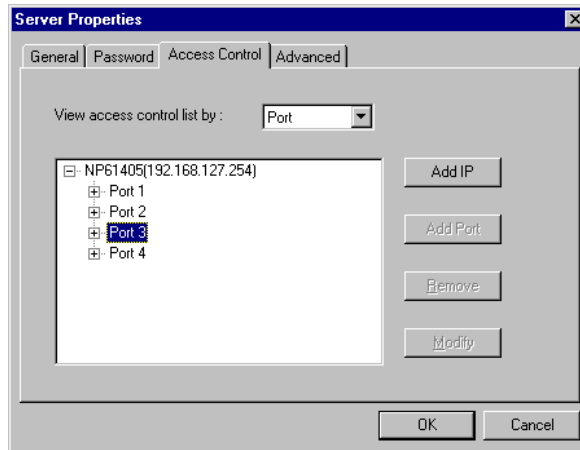 Server Properties
General Password Access Control Advanced
View access control list by : Port
NP61405(192.168.127.254)
Port 1
Port 2
Port 3
Port 4
Add IP
Add Port
Remove
Modify
OK Cancel